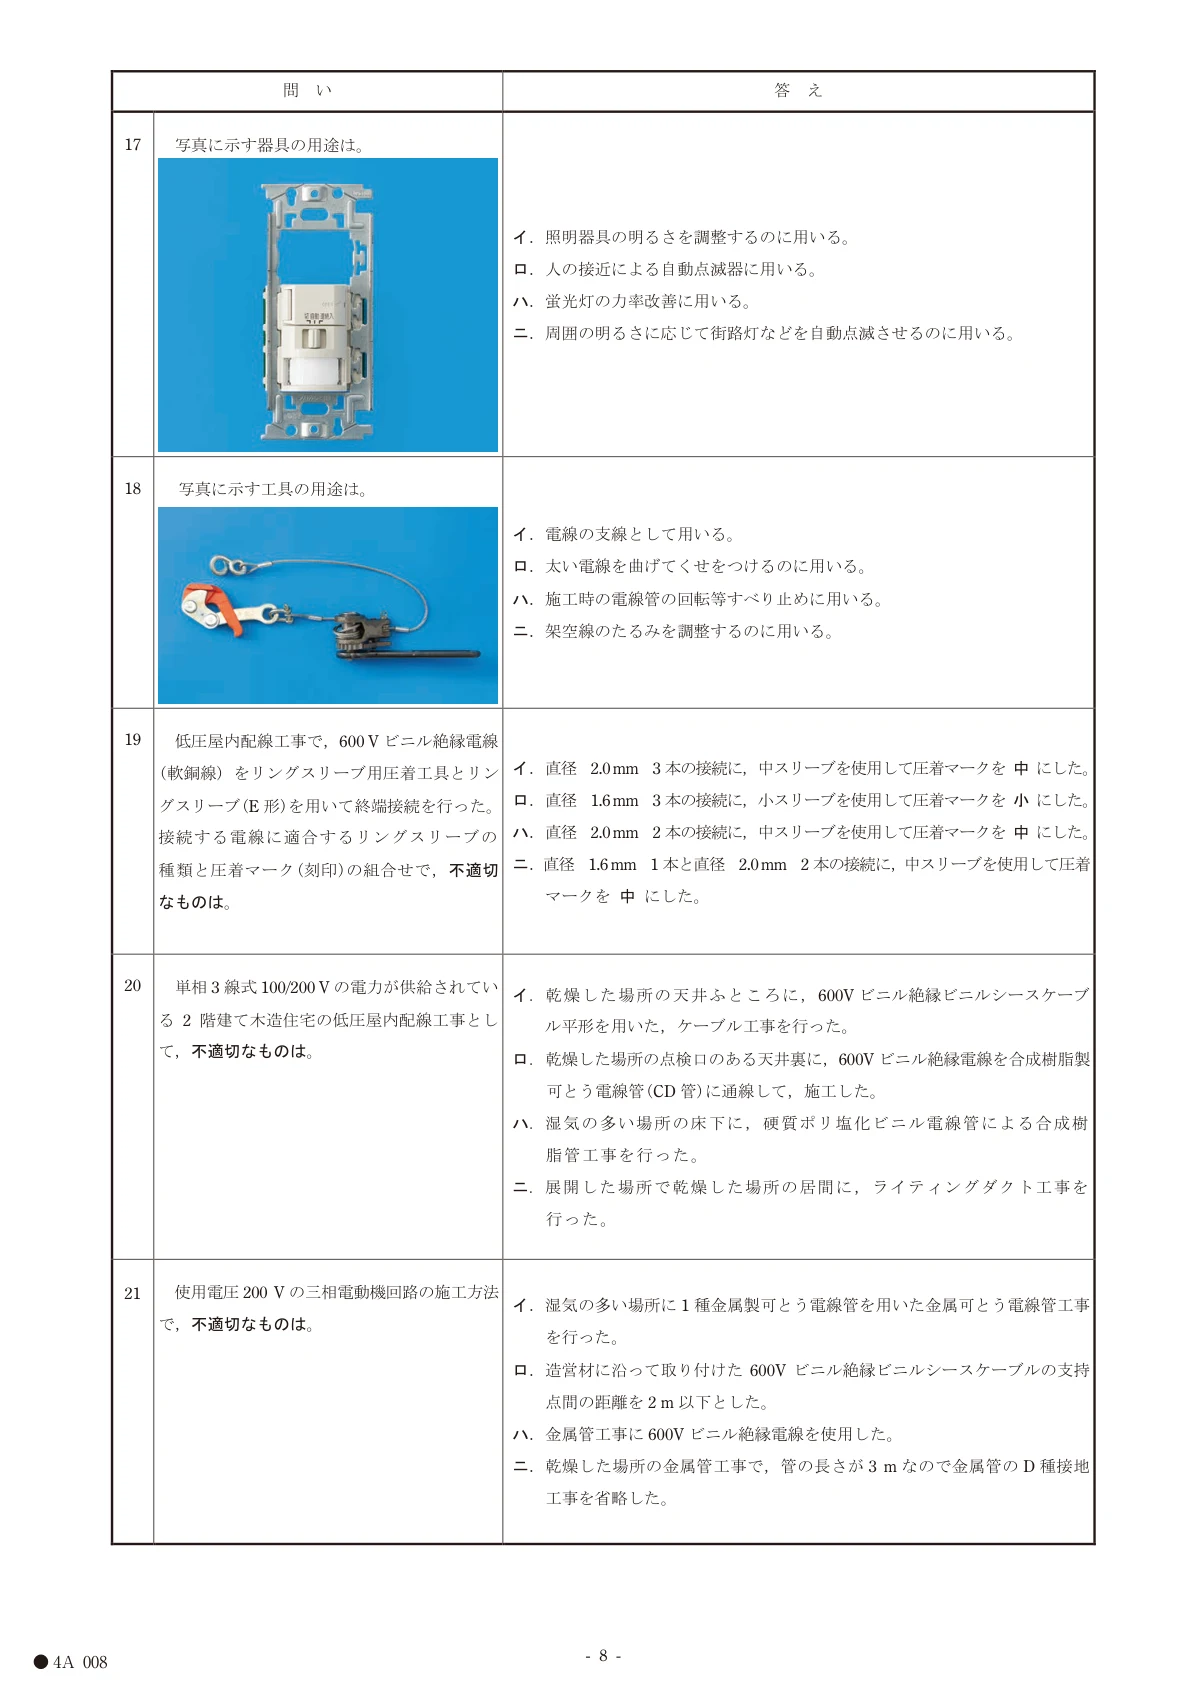 問 い
答 え
17
写真に示す器具の用途は。
切 自動 連続入
イ．照明器具の明るさを調整するのに用いる。
ロ．人の接近による自動点滅器に用いる。
ハ．蛍光灯の力率改善に用いる。
ニ．周囲の明るさに応じて街路灯などを自動点滅させるのに用いる。
18
写真に示す工具の用途は。
イ．電線の支線として用いる。
ロ．太い電線を曲げてくせをつけるのに用いる。
ハ．施工時の電線管の回転等すべり止めに用いる。
ニ．架空線のたるみを調整するのに用いる。
19
低圧屋内配線工事で，600 V ビニル絶縁電線
（軟銅線）をリングスリーブ用圧着工具とリン
グスリーブ(E 形)を用いて終端接続を行った。
接続する電線に適合するリングスリーブの
種類と圧着マーク(刻印)の組合せで，不適切
なものは。
イ．直径 2.0 mm 3 本の接続に，中スリーブを使用して圧着マークを 中 にした。
ロ．直径 1.6 mm 3 本の接続に，小スリーブを使用して圧着マークを 小 にした。
ハ．直径 2.0 mm 2 本の接続に，中スリーブを使用して圧着マークを 中 にした。
ニ．直径 1.6 mm 1 本と直径 2.0 mm 2 本の接続に，中スリーブを使用して圧着
マークを 中 にした。
20
単相 3 線式 100/200 V の電力が供給されてい
る 2 階建て木造住宅の低圧屋内配線工事とし
て，不適切なものは。
イ．乾燥した場所の天井ふところに，600V ビニル絶縁ビニルシースケーブ
ル平形を用いた，ケーブル工事を行った。
ロ．乾燥した場所の点検口のある天井裏に，600V ビニル絶縁電線を合成樹脂製
可とう電線管(CD 管)に通線して，施工した。
ハ．湿気の多い場所の床下に，硬質ポリ塩化ビニル電線管による合成樹
脂管工事を行った。
ニ．展開した場所で乾燥した場所の居間に，ライティングダクト工事を
行った。
21
使用電圧 200 V の三相電動機回路の施工方法
で，不適切なものは。
イ．湿気の多い場所に 1 種金属製可とう電線管を用いた金属可とう電線管工事
を行った。
ロ．造営材に沿って取り付けた 600V ビニル絶縁ビニルシースケーブルの支持
点間の距離を 2 m 以下とした。
ハ．金属管工事に 600V ビニル絶縁電線を使用した。
ニ．乾燥した場所の金属管工事で，管の長さが 3 m なので金属管の D 種接地
工事を省略した。
●4A 008
- 8 -